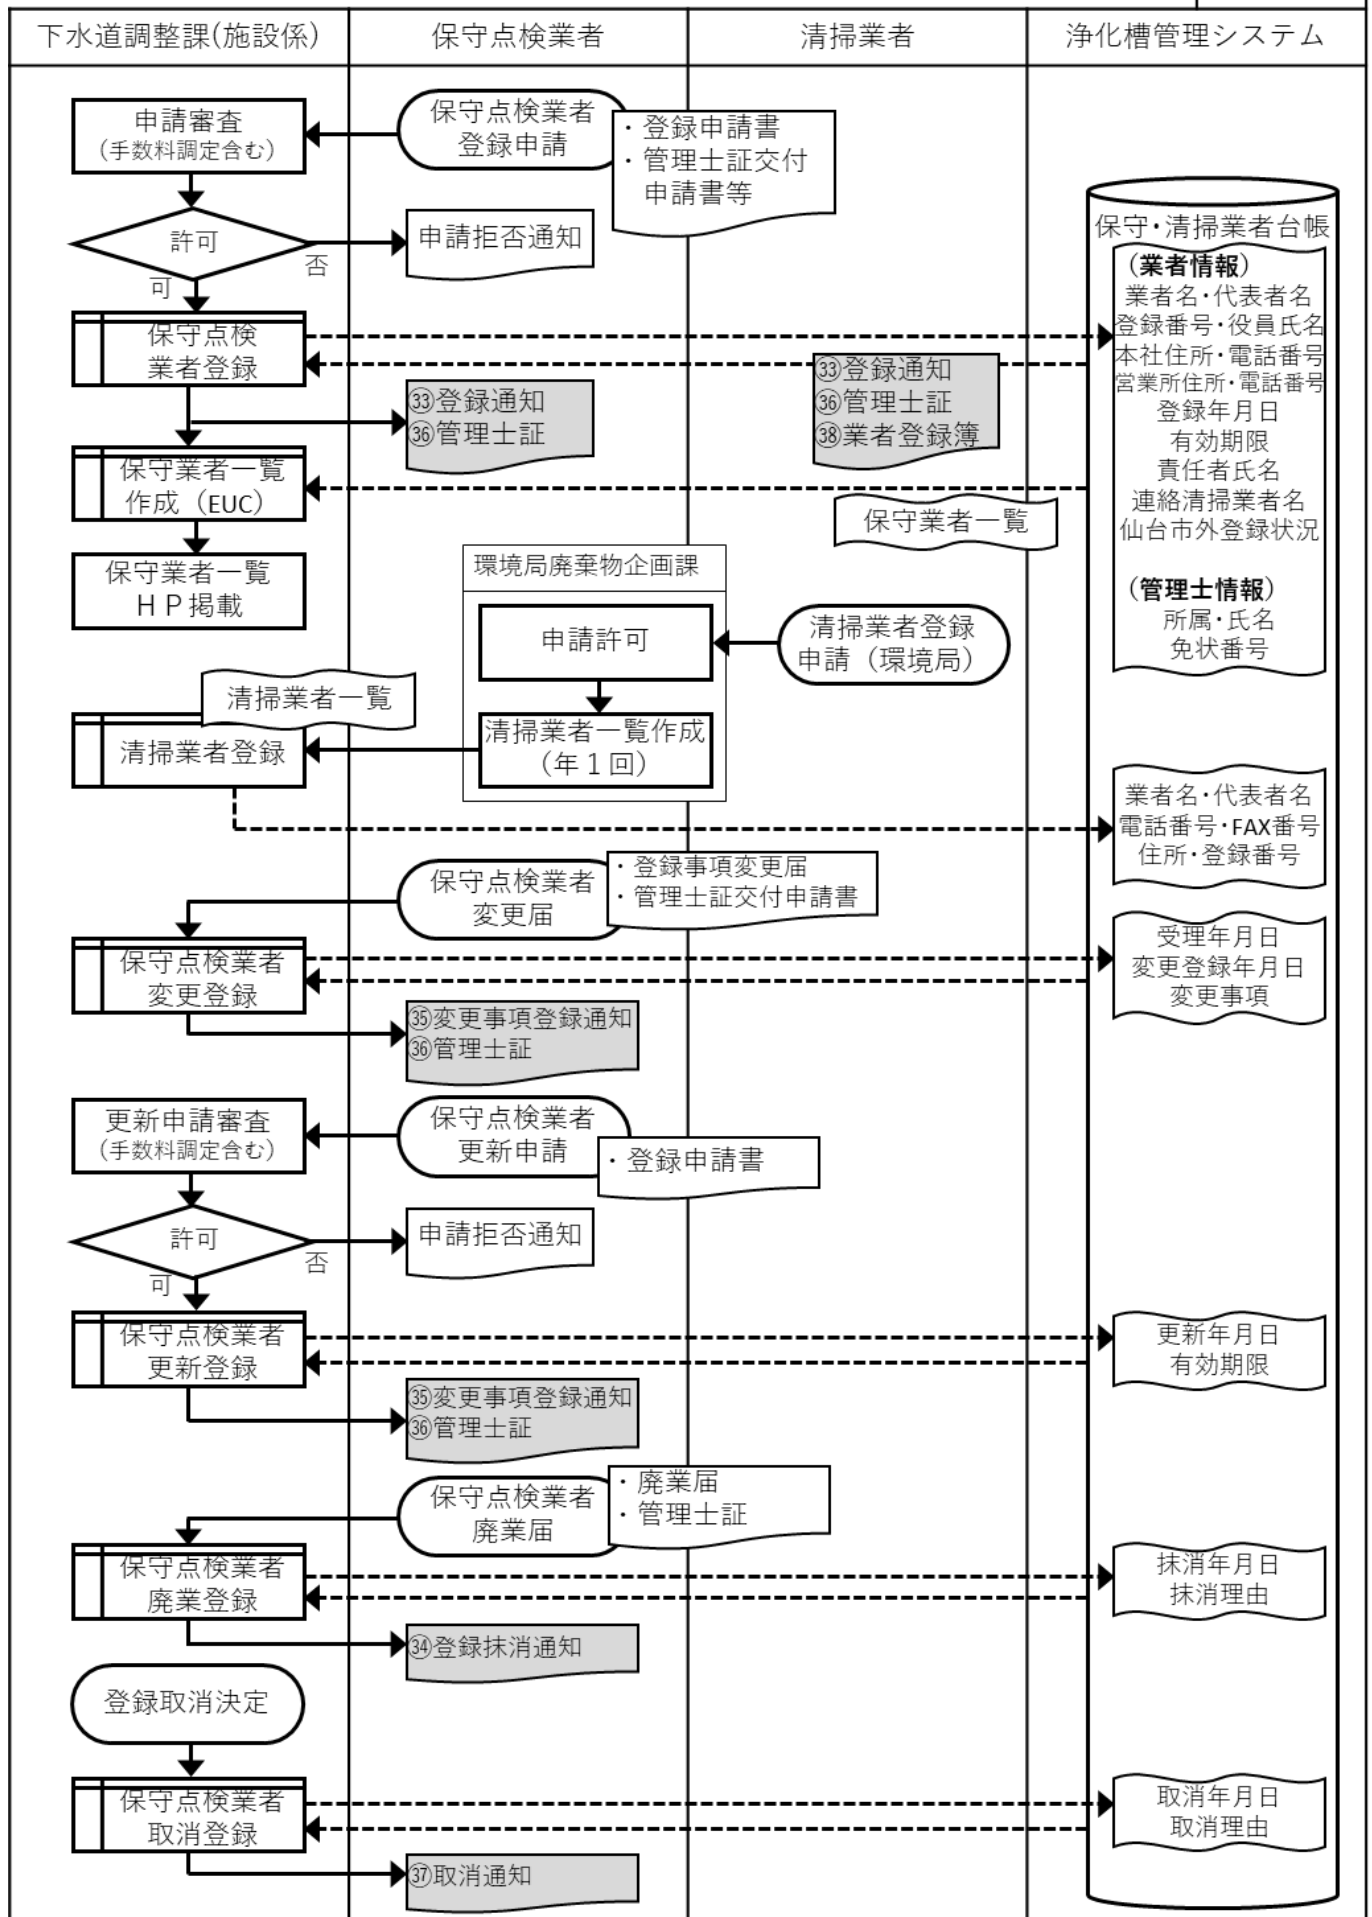 下水道調整課(施設係)
保守点検業者
清掃業者
浄化槽管理システム
申請審査
(手数料調定含む)
保守点検業者
登録申請
・登録申請書
・管理士証交付
申請書等
許可
否
可
申請拒否通知
保守点検
業者登録
㉝登録通知
㊱管理士証
㉝登録通知
㊱管理士証
㊳業者登録簿
保守業者一覧
作成（EUC）
保守業者一覧
保守業者一覧
ＨＰ掲載
環境局廃棄物企画課
申請許可
清掃業者登録
申請（環境局）
清掃業者一覧作成
（年１回）
清掃業者一覧
清掃業者登録
保守・清掃業者台帳
（業者情報）
業者名・代表者名
登録番号・役員氏名
本社住所・電話番号
営業所住所・電話番号
登録年月日
有効期限
責任者氏名
連絡清掃業者名
仙台市外登録状況
（管理士情報）
所属・氏名
免状番号
業者名・代表者名
電話番号・FAX番号
住所・登録番号
保守点検業者
変更届
・登録事項変更届
・管理士証交付申請書
保守点検業者
変更登録
受理年月日
変更登録年月日
変更事項
㉟変更事項登録通知
㊱管理士証
更新申請審査
(手数料調定含む)
保守点検業者
更新申請
・登録申請書
許可
否
可
申請拒否通知
保守点検業者
更新登録
更新年月日
有効期限
㉟変更事項登録通知
㊱管理士証
保守点検業者
廃業届
・廃業届
・管理士証
保守点検業者
廃業登録
抹消年月日
抹消理由
㉞登録抹消通知
登録取消決定
保守点検業者
取消登録
取消年月日
取消理由
㊲取消通知